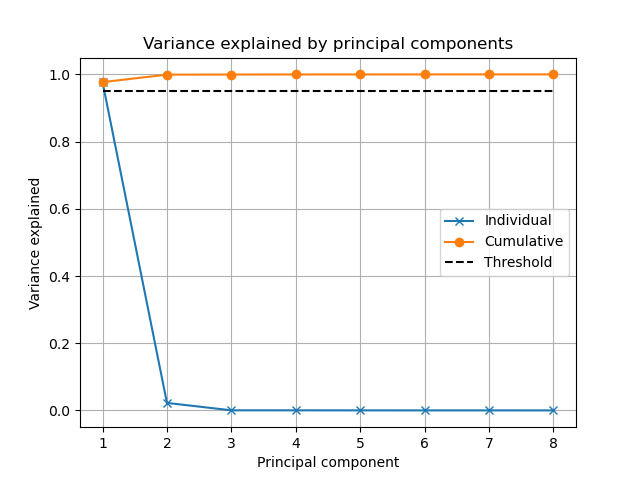 Variance explained by principal components
1.0
0.8
0.6
0.4
0.2
0.0
Variance explained
Individual
Cumulative
Threshold
1 2 3 4 5 6 7 8
Principal component